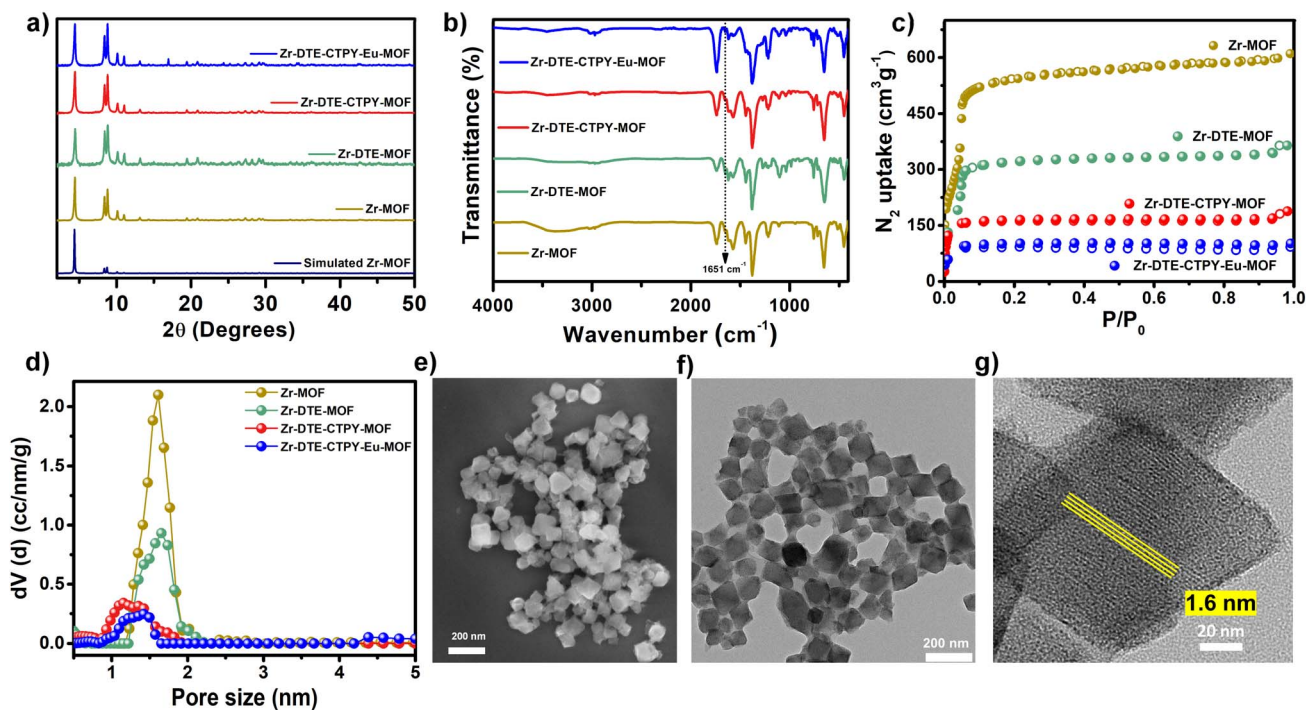 a)
Zr-DTE-CTPY-Eu-MOF
Zr-DTE-CTPY-MOF
Zr-DTE-MOF
Zr-MOF
Simulated Zr-MOF
10 20 30 40 50
2θ (Degrees)
b)
Transmittance (%)
Zr-DTE-CTPY-Eu-MOF
Zr-DTE-CTPY-MOF
Zr-DTE-MOF
Zr-MOF
1651 cm⁻¹
4000 3000 2000 1000
Wavenumber (cm⁻¹)
c)
N₂ uptake (cm³g⁻¹)
600
450
300
150
0
Zr-MOF
Zr-DTE-MOF
Zr-DTE-CTPY-MOF
Zr-DTE-CTPY-Eu-MOF
0.0 0.2 0.4 0.6 0.8 1.0
P/P₀
d)
dV (d) (cc/nm/g)
2.0
1.5
1.0
0.5
0.0
Zr-MOF
Zr-DTE-MOF
Zr-DTE-CTPY-MOF
Zr-DTE-CTPY-Eu-MOF
1 2 3 4 5
Pore size (nm)
e)
200 nm
f)
200 nm
g)
1.6 nm
20 nm